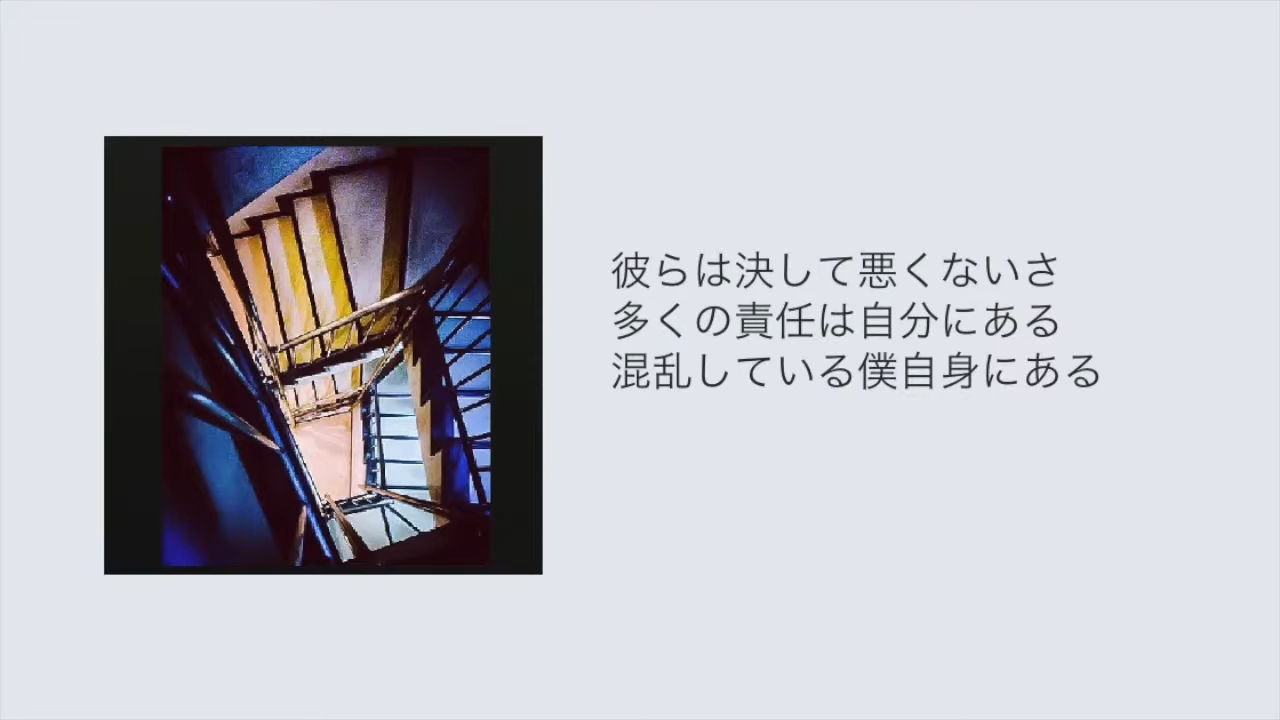 彼らは決して悪くないさ
多くの責任は自分にある
混乱している僕自身にある